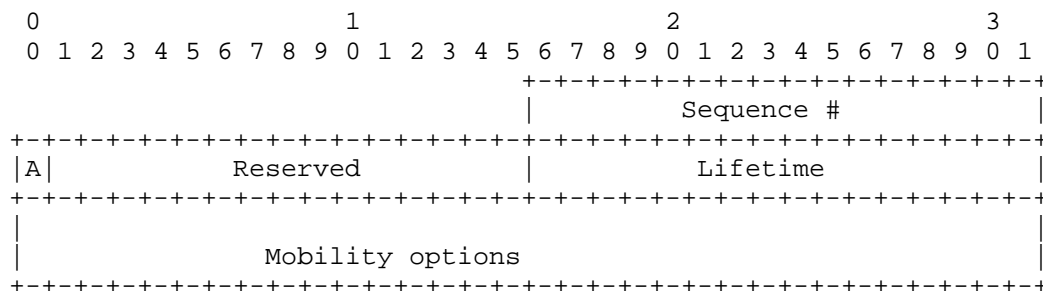 0                   1                   2                   3
0 1 2 3 4 5 6 7 8 9 0 1 2 3 4 5 6 7 8 9 0 1 2 3 4 5 6 7 8 9 0 1
                               +-+-+-+-+-+-+-+-+-+-+-+-+-+-+-+-+
                               |          Sequence #           |
+-+-+-+-+-+-+-+-+-+-+-+-+-+-+-+-+-+-+-+-+-+-+-+-+-+-+-+-+-+-+-+-+
|A|          Reserved            |          Lifetime           |
+-+-+-+-+-+-+-+-+-+-+-+-+-+-+-+-+-+-+-+-+-+-+-+-+-+-+-+-+-+-+-+-+
|                                                               |
|               Mobility options                                |
+-+-+-+-+-+-+-+-+-+-+-+-+-+-+-+-+-+-+-+-+-+-+-+-+-+-+-+-+-+-+-+-+